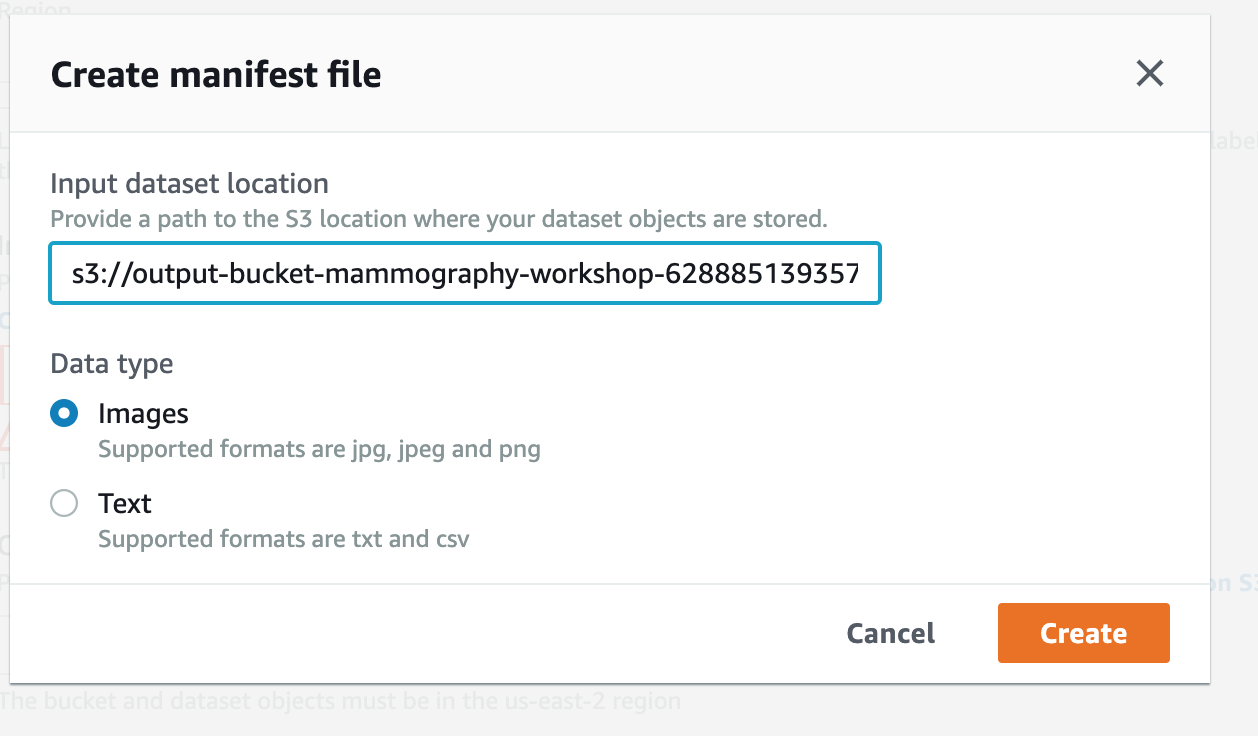 Region
Create manifest file
Input dataset location
Provide a path to the S3 location where your dataset objects are stored.
s3://output-bucket-mammography-workshop-628885139357
Data type
Images
Supported formats are jpg, jpeg and png
Text
Supported formats are txt and csv
on S3
Cancel
Create
The bucket and dataset objects must be in the us-east-2 region